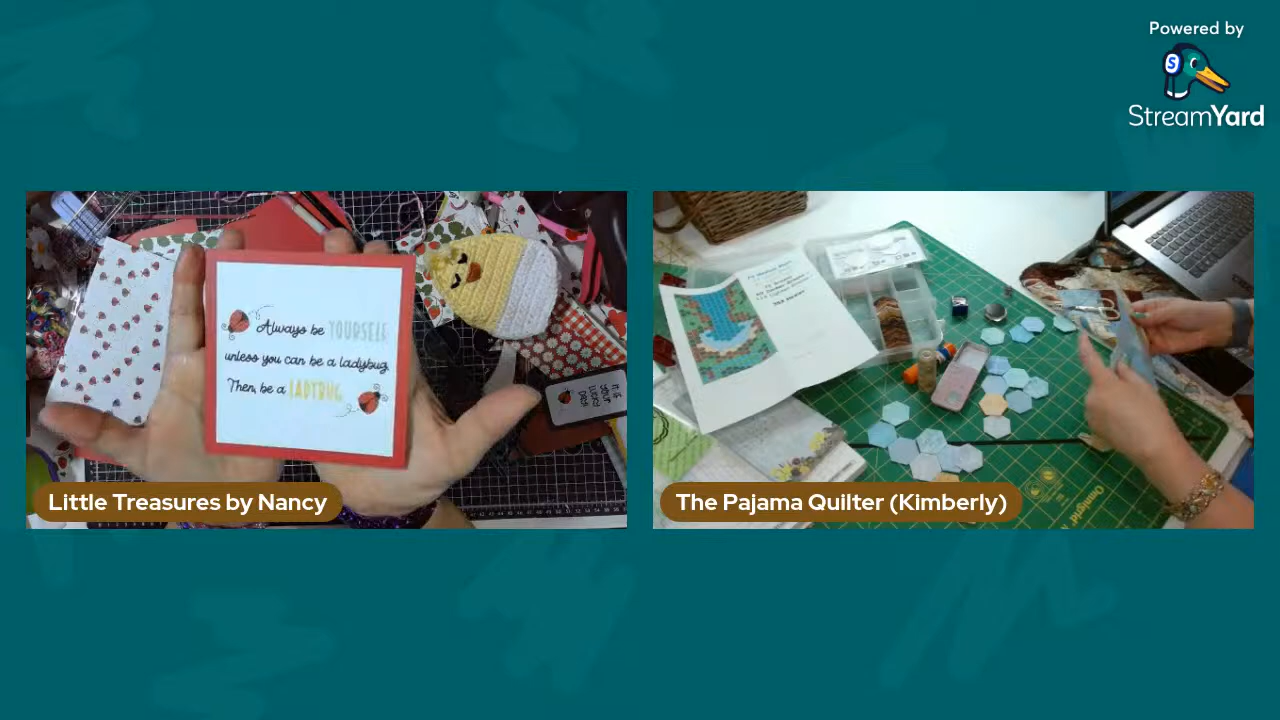 Powered by
S
StreamYard
Always be YOURSELF
unless you can be a ladybug.
Then be a LADYBUG
Little Treasures by Nancy
The Pajama Quilter (Kimberly)